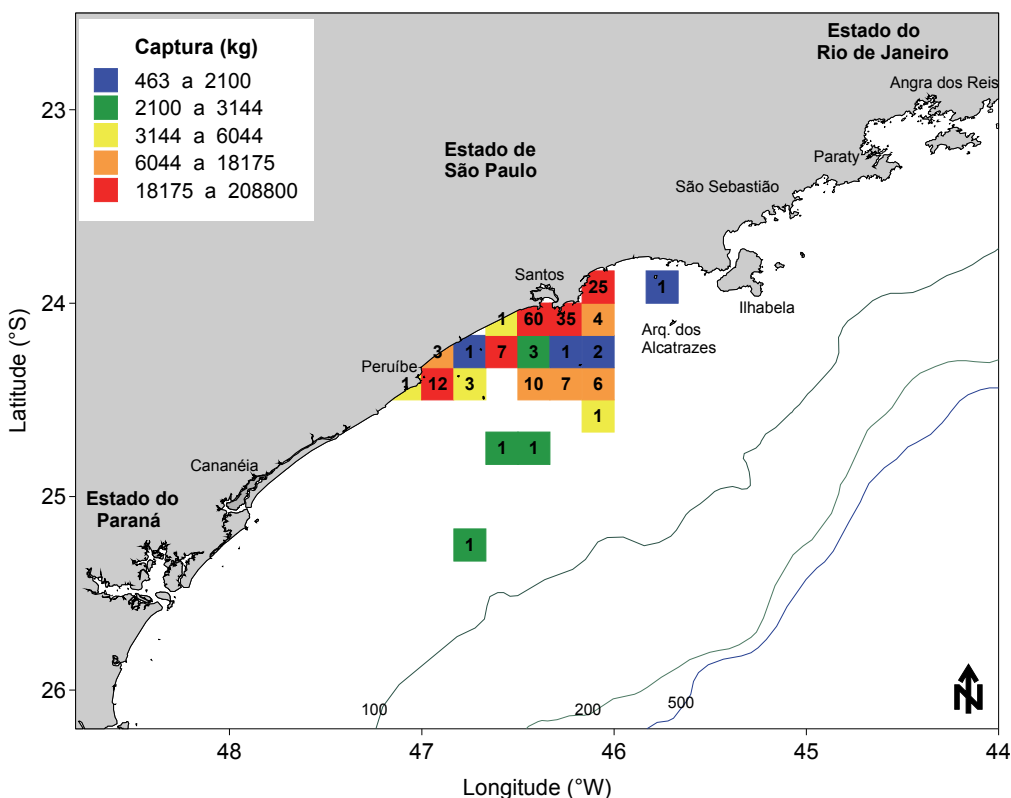 Captura (kg)
463 a 2100
2100 a 3144
3144 a 6044
6044 a 18175
18175 a 208800
Estado do
Rio de Janeiro
Angra dos Reis
Paraty
Estado de
São Paulo
São Sebastião
Santos
Ilhabela
Arq. dos
Alcatrazes
Peruíbe
Cananéia
Estado do
Paraná
25 1
1 60 35 4
3 1 7 3 1 2
1 12 3 10 7 6
1
1 1
1
100 200 500
N
23
24
25
26
Latitude (°S)
48 47 46 45 44
Longitude (°W)